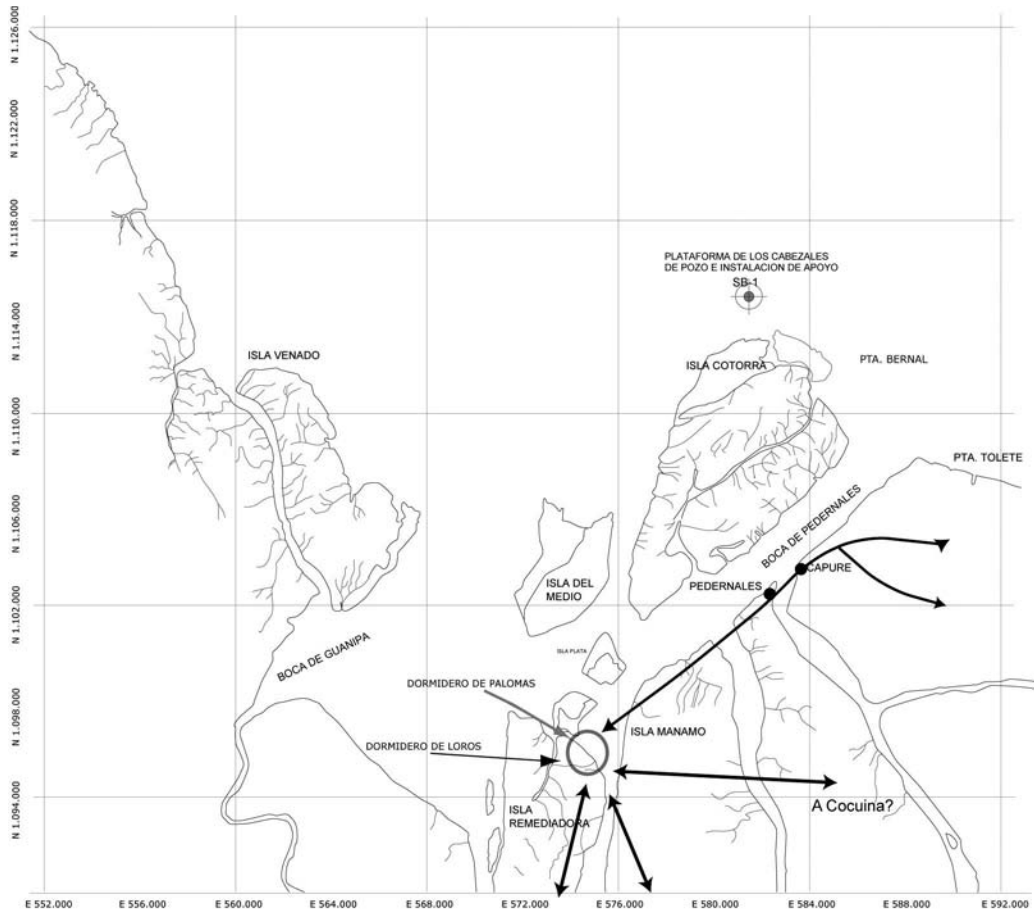 N 1.126.000
N 1.122.000
N 1.118.000
N 1.114.000
N 1.110.000
N 1.106.000
N 1.102.000
N 1.098.000
N 1.094.000
PLATAFORMA DE LOS CABEZALES
DE POZO E INSTALACION DE APOYO
SB-1
ISLA VENADO
ISLA COTORRA
PTA. BERNAL
PTA. TOLETE
BOCA DE PEDERNALES
CAPURE
PEDERNALES
ISLA DEL
MEDIO
BOCA DE GUANIPA
ISLA PLATA
DORMIDERO DE PALOMAS
ISLA MANAMO
DORMIDERO DE LOROS
ISLA
REMEDIADORA
A Cocuina?
E 552.000
E 556.000
E 560.000
E 564.000
E 568.000
E 572.000
E 576.000
E 580.000
E 584.000
E 588.000
E 592.000